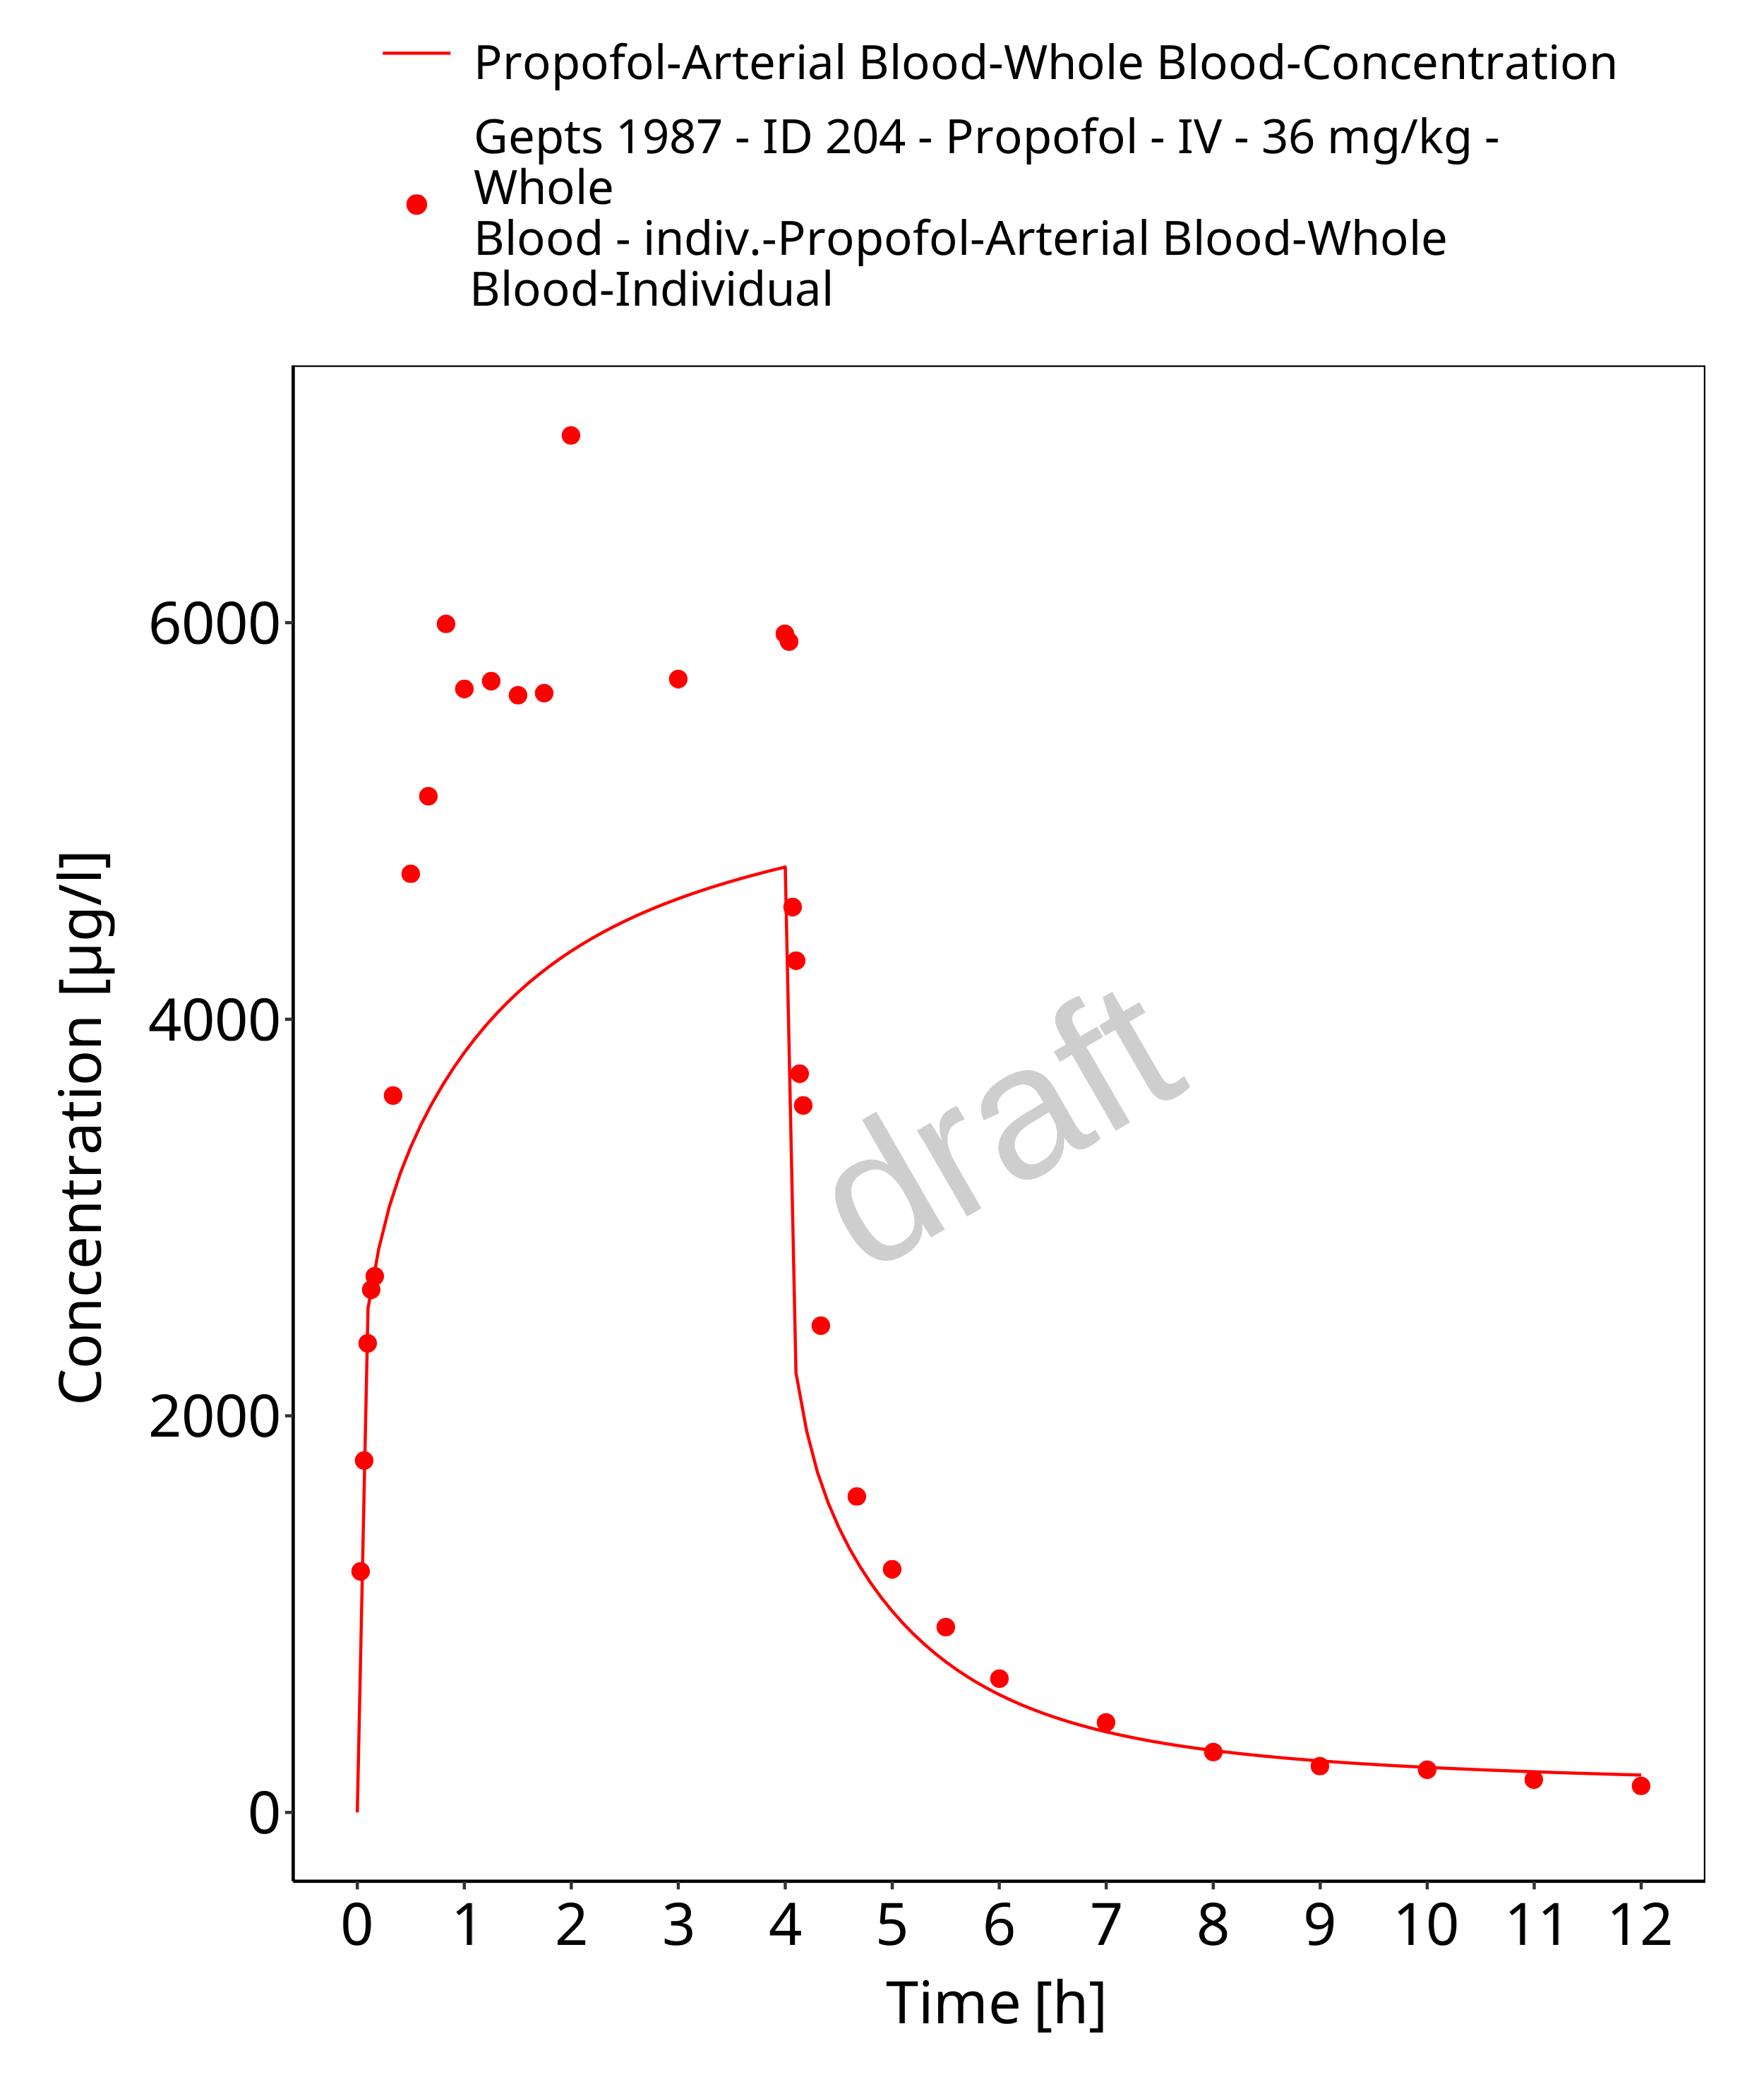 Propofol-Arterial Blood-Whole Blood-Concentration
Gepts 1987 - ID 204 - Propofol - IV - 36 mg/kg -
Whole
Blood - indiv.-Propofol-Arterial Blood-Whole
Blood-Individual
6000
4000
2000
0
Concentration [µg/l]
draft
0 1 2 3 4 5 6 7 8 9 10 11 12
Time [h]